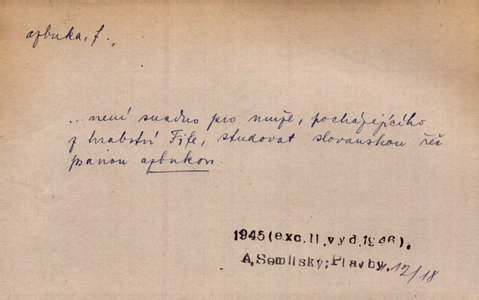 azbuka, f.
...není snadno pro muže, pocházejícího
z hrabství Fife, studovat slovanskou řeč
psanou azbukou.
1945(exc.II.vyd.1946).
A.Semilský;Plavby. 12/18